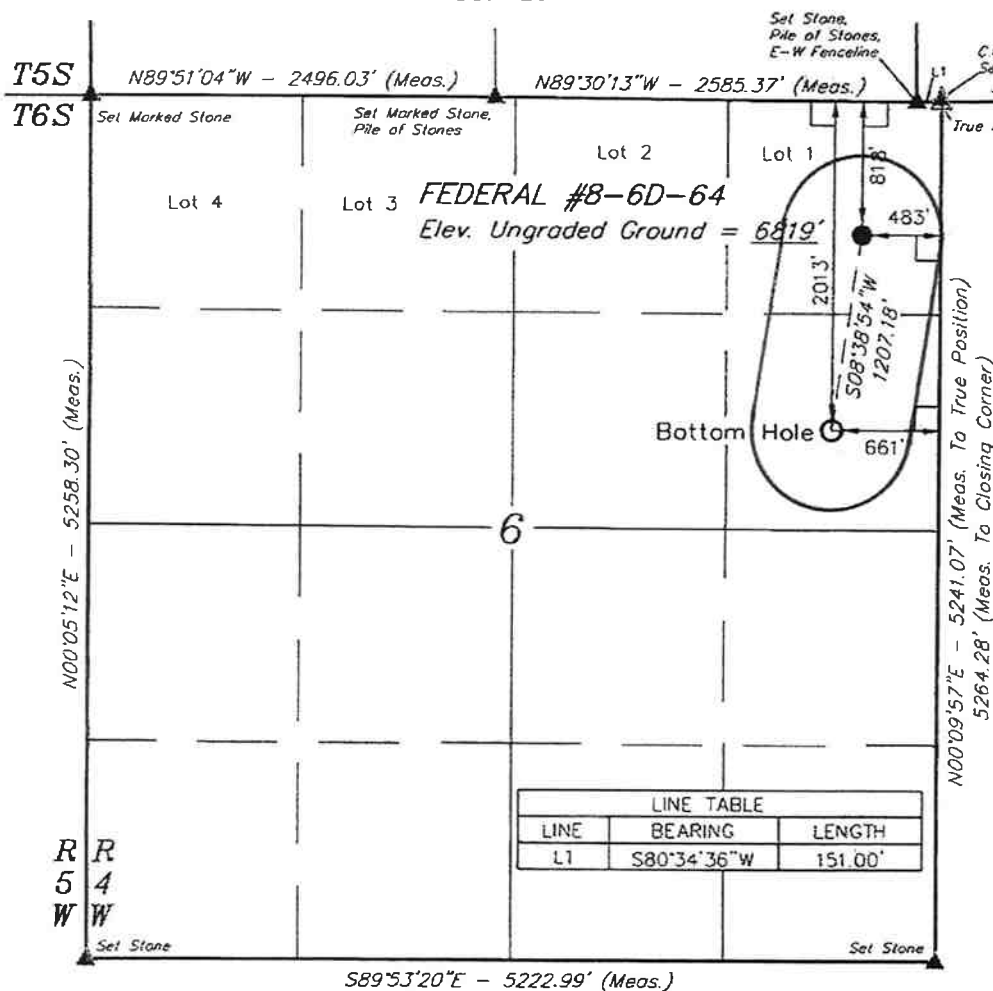 Set Stone,
Pile of Stones,
E-W Fenceline
L1
T5S
N89°51'04"W - 2496.03' (Meas.)
N89°30'13"W - 2585.37' (Meas.)
T6S
Set Marked Stone
Set Marked Stone,
Pile of Stones
True
Lot 4
Lot 3
Lot 2
Lot 1
818'
FEDERAL #8-6D-64
Elev. Ungraded Ground = 6819'
483'
2013'
S08°38'54"W
1207.18'
Bottom Hole
661'
N00°05'12"E - 5258.30' (Meas.)
6
N00°09'57"E - 5241.07' (Meas. To True Position)
5264.28' (Meas. To Closing Corner)
LINE TABLE
LINE BEARING LENGTH
L1 S80°34'36"W 151.00'
R R
5 4
W W
Set Stone
Set Stone
S89°53'20"E - 5222.99' (Meas.)